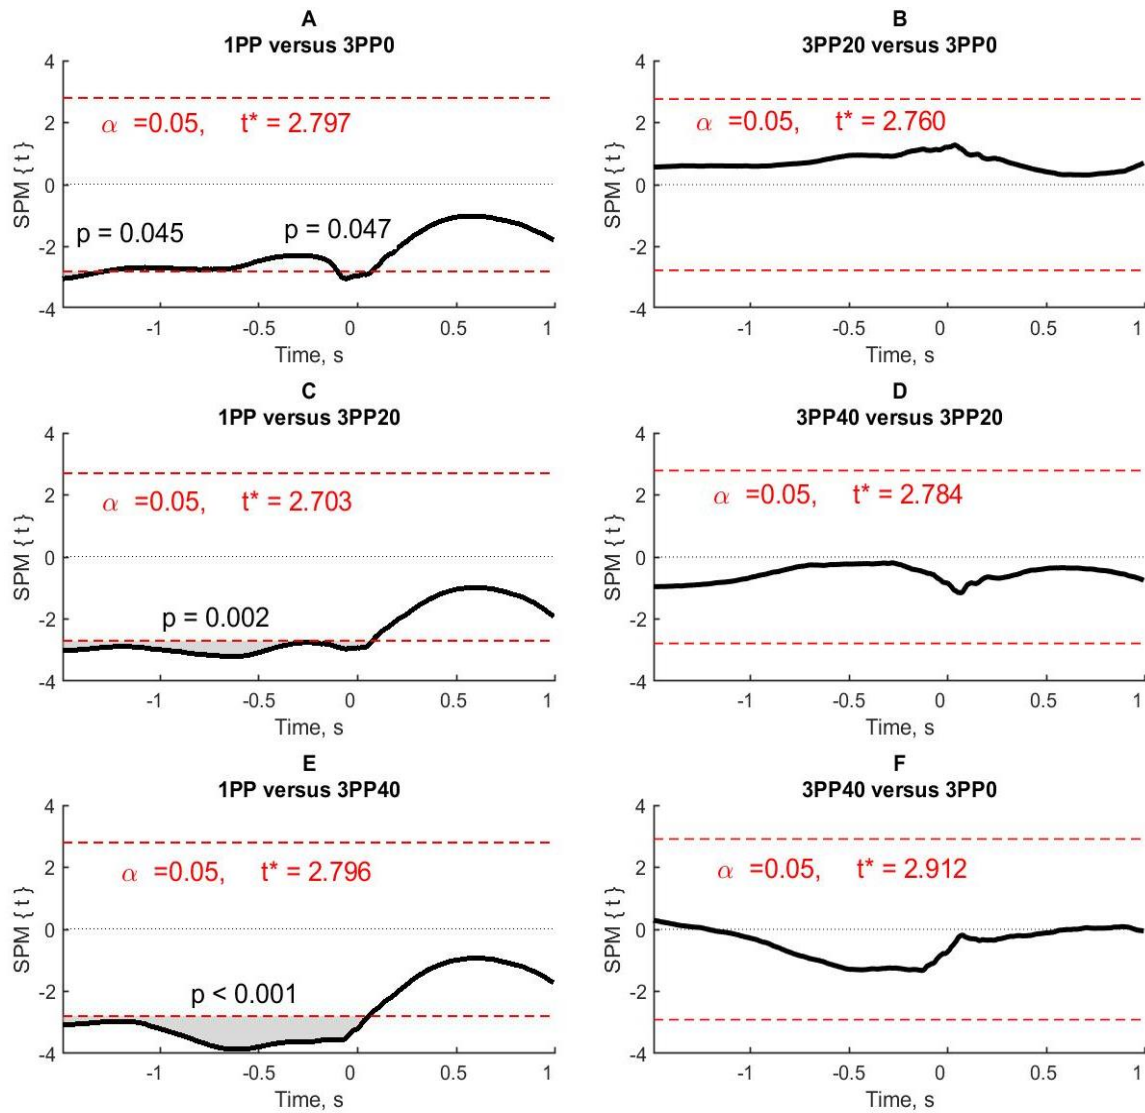 A
1PP versus 3PP0
4
2
0
-2
-4
SPM { t }
α =0.05, t* = 2.797
p = 0.045
p = 0.047
-1 -0.5 0 0.5 1
Time, s
B
3PP20 versus 3PP0
4
2
0
-2
-4
SPM { t }
α =0.05, t* = 2.760
-1 -0.5 0 0.5 1
Time, s
C
1PP versus 3PP20
4
2
0
-2
-4
SPM { t }
α =0.05, t* = 2.703
p = 0.002
-1 -0.5 0 0.5 1
Time, s
D
3PP40 versus 3PP20
4
2
0
-2
-4
SPM { t }
α =0.05, t* = 2.784
-1 -0.5 0 0.5 1
Time, s
E
1PP versus 3PP40
4
2
0
-2
-4
SPM { t }
α =0.05, t* = 2.796
p < 0.001
-1 -0.5 0 0.5 1
Time, s
F
3PP40 versus 3PP0
4
2
0
-2
-4
SPM { t }
α =0.05, t* = 2.912
-1 -0.5 0 0.5 1
Time, s